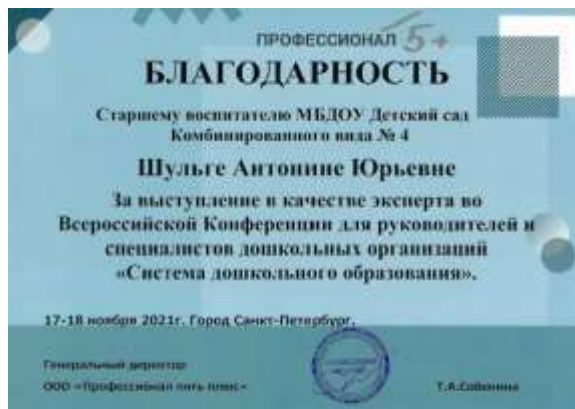 ПРОФЕССИОНАЛ 5+
БЛАГОДАРНОСТЬ
Старшему воспитателю МБДОУ Детский сад
Комбинированного вида № 4
Шульге Антонине Юрьевне
За выступление в качестве эксперта во
Всероссийской Конференции для руководителей и
специалистов дошкольных организаций
«Система дошкольного образования».
17-18 ноября 2021г. Город Санкт-Петербург.
Генеральный директор
ООО «Профессионал пять плюс»
Т.А.